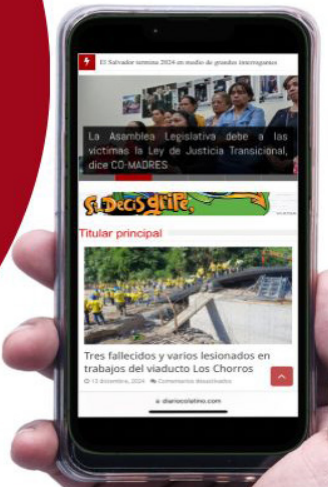 El Salvador termina 2024 en medio de grandes interrogantes
La Asamblea Legislativa debe a las
víctimas la Ley de Justicia Transicional,
dice CO-MADRES
Si Decís gripe,
Titular principal
Tres fallecidos y varios lesionados en
trabajos del viaducto Los Chorros
13 diciembre, 2024 Comentarios desactivados
diariocolatino.com